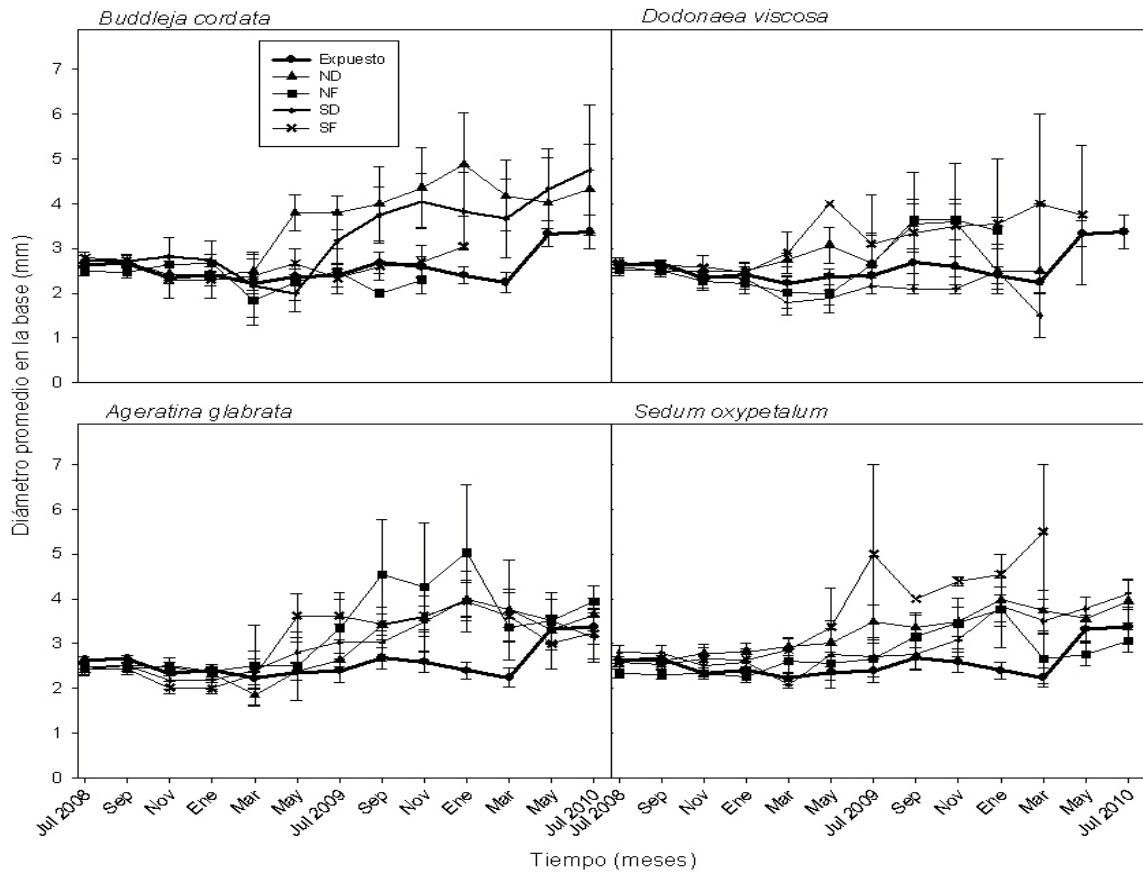 Buddleja cordata
Dodonaea viscosa
Expuesto
ND
NF
SD
SF
7
6
5
4
3
2
1
0
Diámetro promedio en la base (mm)
Ageratina glabrata
Sedum oxypetalum
7
6
5
4
3
2
1
0
Jul 2008 Sep Nov Ene Mar May Jul 2009 Sep Nov Ene Mar May Jul 2010
Jul 2008 Sep Nov Ene Mar May Jul 2009 Sep Nov Ene Mar May Jul 2010
Tiempo (meses)